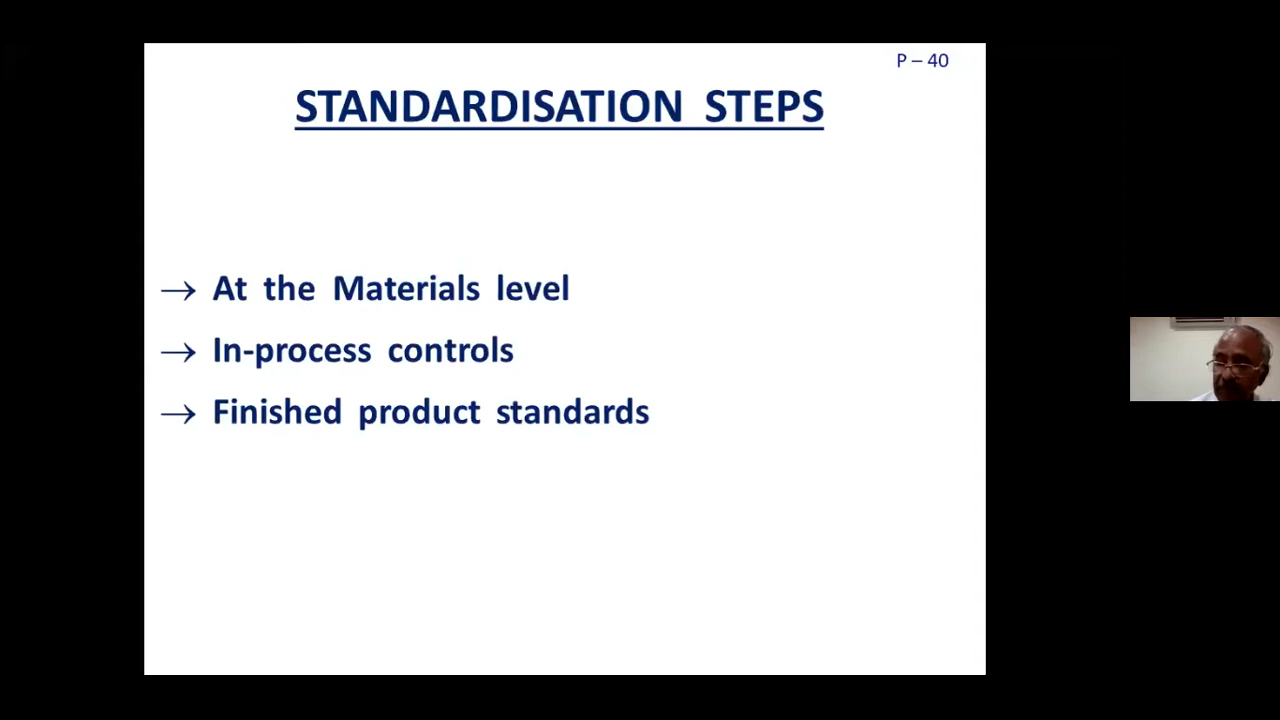 P – 40
STANDARDISATION STEPS
→ At the Materials level
→ In-process controls
→ Finished product standards